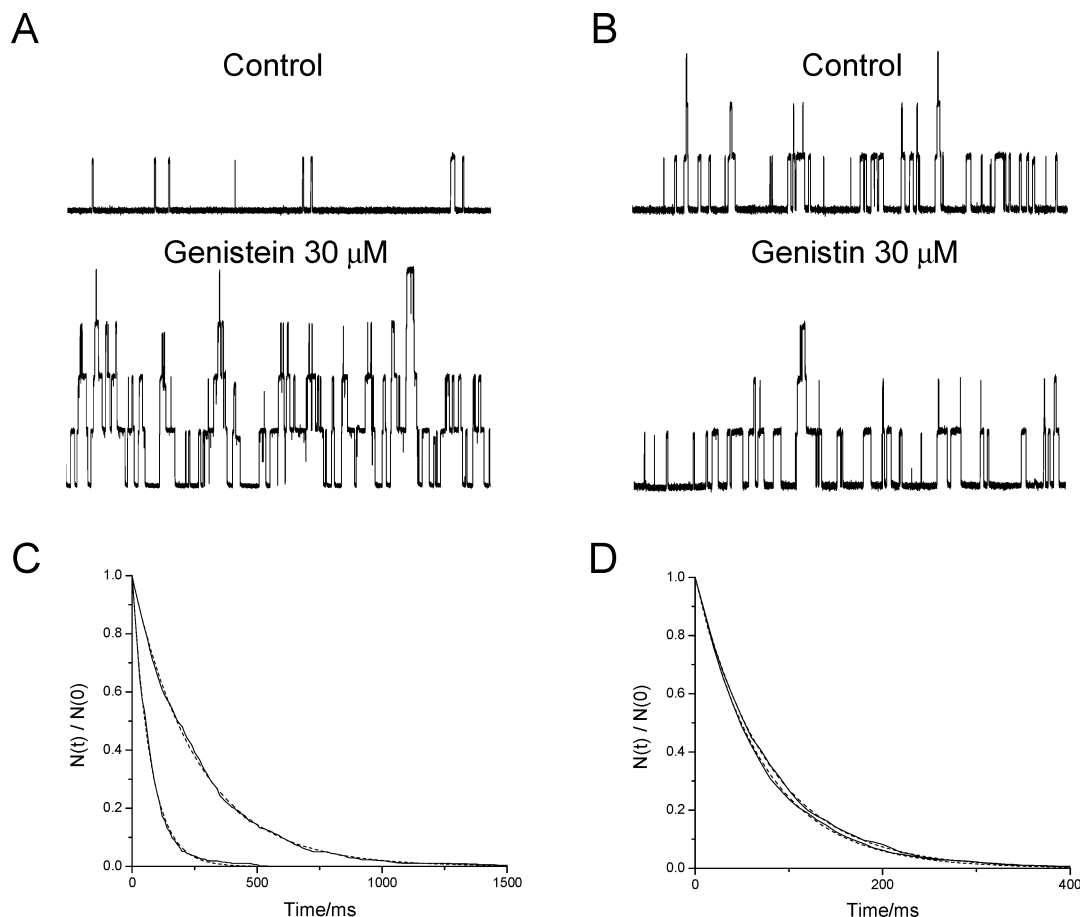 A
B
Control
Control
Genistein 30 μM
Genistin 30 μM
C
D
1.0
0.8
0.6
0.4
0.2
0.0
N(t) / N(0)
0
500
1000
1500
Time/ms
1.0
0.8
0.6
0.4
0.2
0.0
N(t) / N(0)
0
200
400
Time/ms